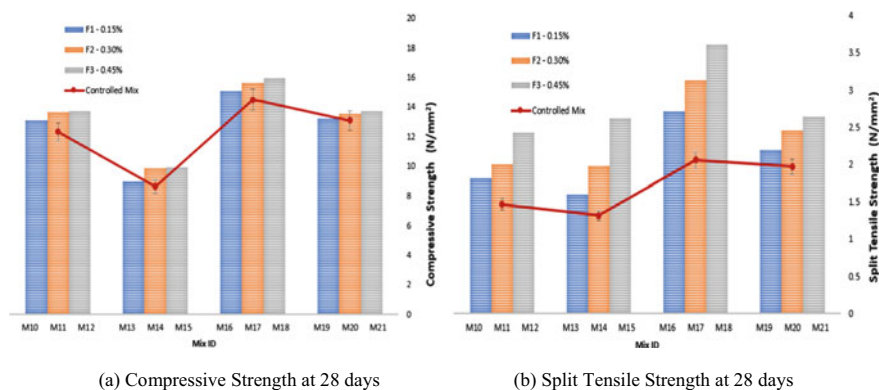 F1 - 0.15%
F2 - 0.30%
F3 - 0.45%
Controlled Mix
20
18
16
14
12
10
8
6
4
2
0
Compressive Strength (N/mm²)
M10 M11 M12 M13 M14 M15 M16 M17 M18 M19 M20 M21
Mix ID
(a) Compressive Strength at 28 days
F1 - 0.15%
F2 - 0.30%
F3 - 0.45%
Controlled Mix
4
3.5
3
2.5
2
1.5
1
0.5
0
Split Tensile Strength (N/mm²)
M10 M11 M12 M13 M14 M15 M16 M17 M18 M19 M20 M21
Mix ID
(b) Split Tensile Strength at 28 days